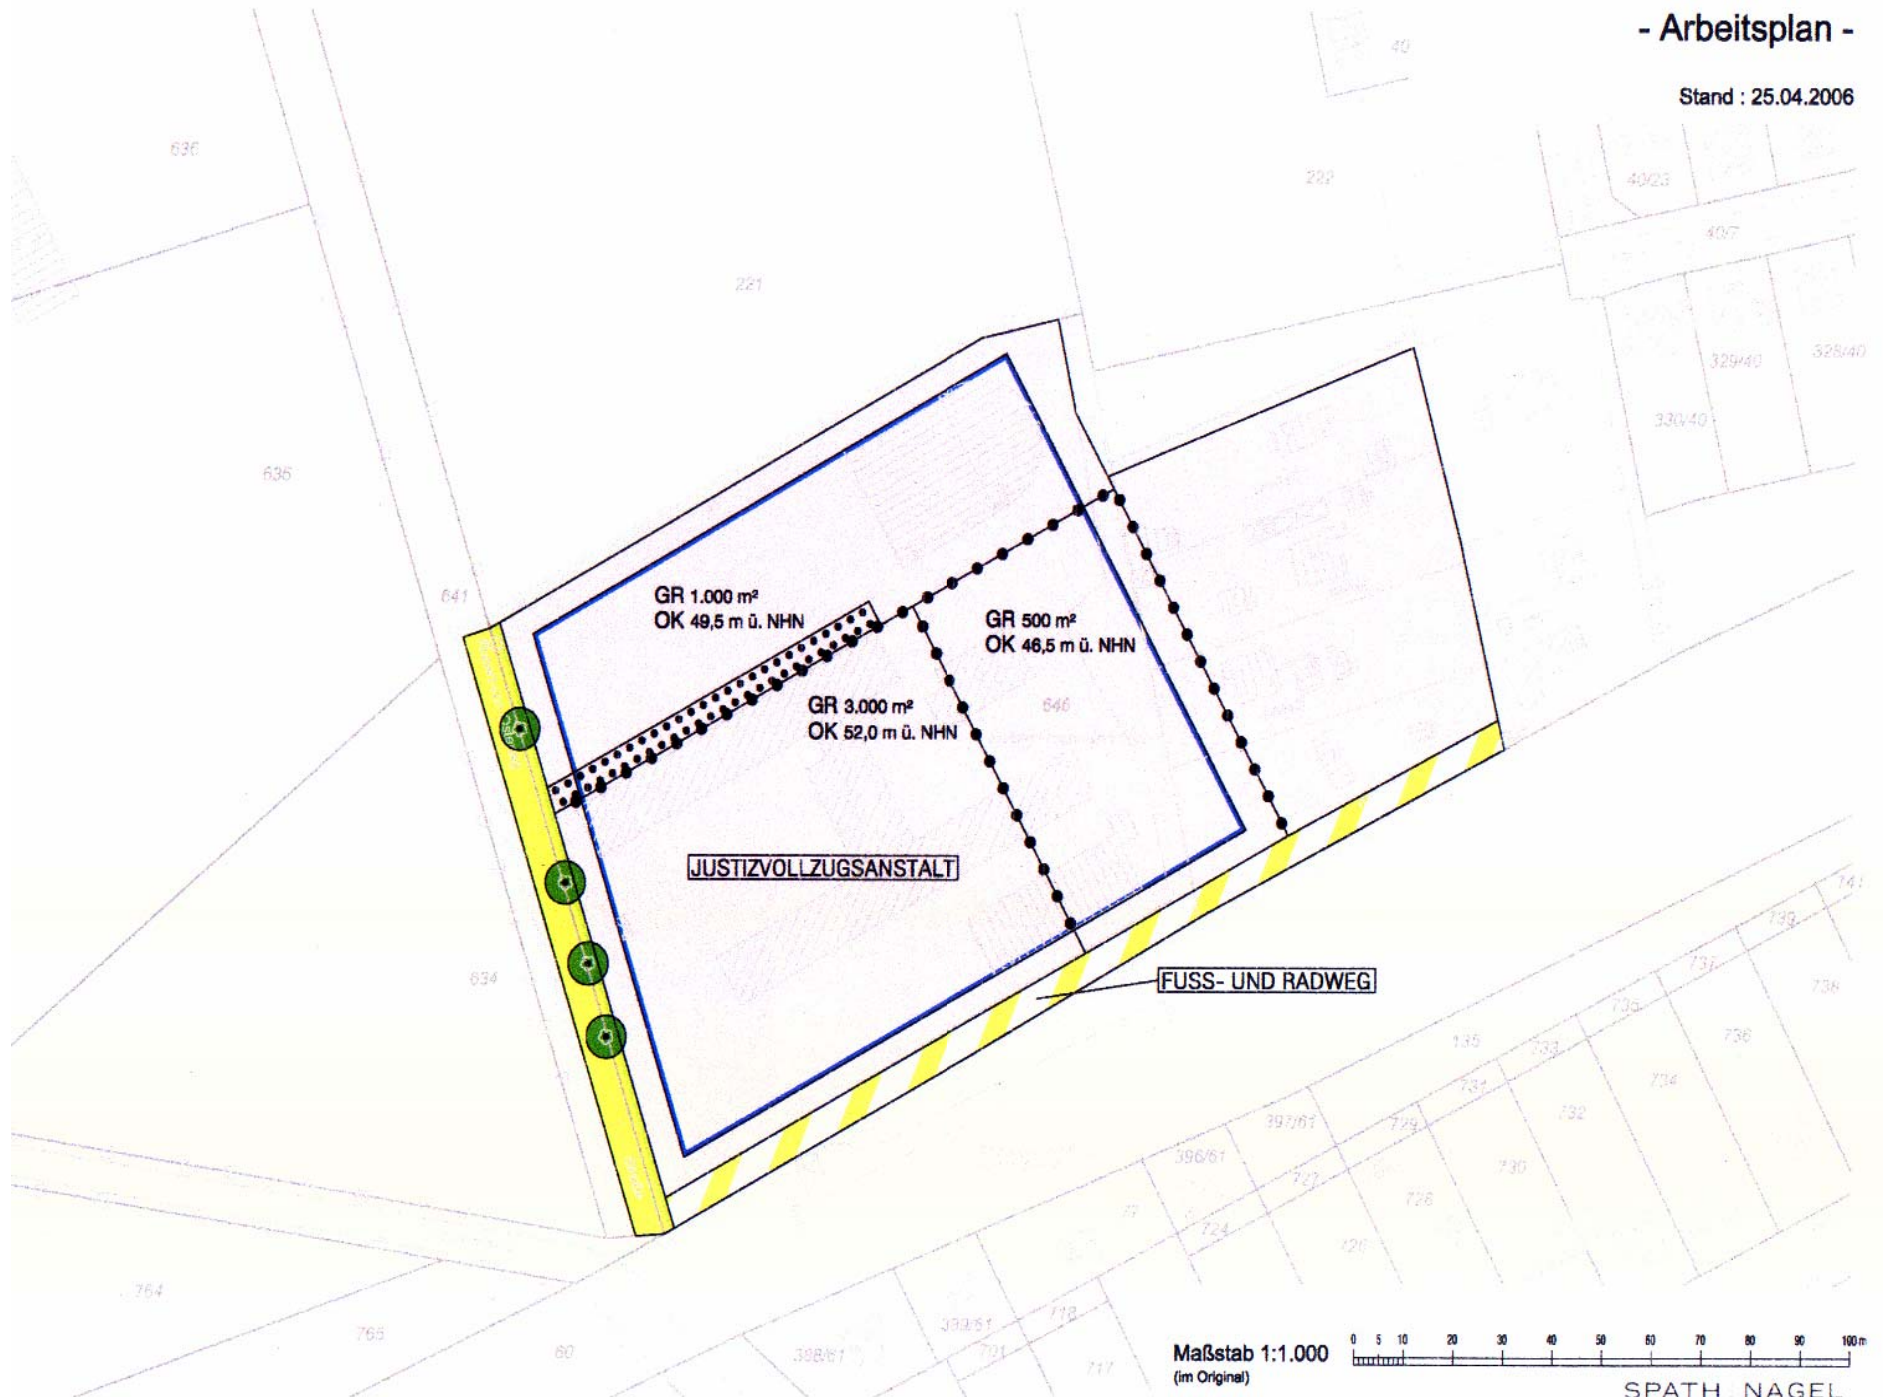 - Arbeitsplan -
Stand : 25.04.2006
40
636
222
40/23
40/7
221
329/40
328/40
330/40
635
641
GR 1.000 m²
OK 49,5 m ü. NHN
GR 500 m²
OK 46,5 m ü. NHN
646
GR 3.000 m²
OK 52,0 m ü. NHN
JUSTIZVOLLZUGSANSTALT
634
FUSS- UND RADWEG
739
737
738
735
736
135
733
734
731
732
397/61
729
730
396/61
727
728
77
724
726
764
765
60
718
399/61
701
717
398/61
Maßstab 1:1.000
(im Original)
0 5 10 20 30 40 50 60 70 80 90 100 m
SPATH NAGEL